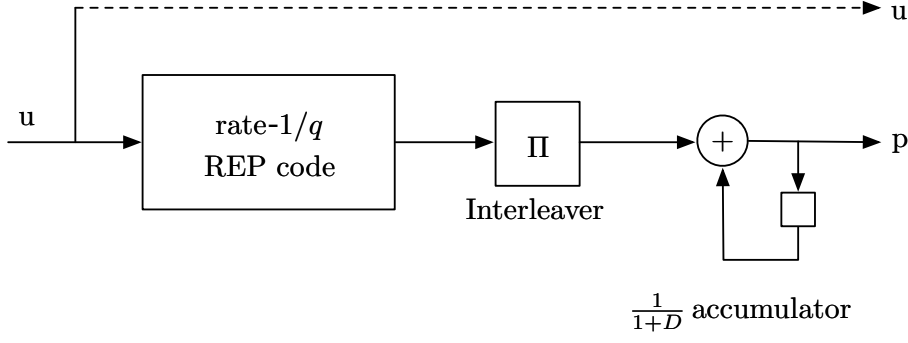 u
u
rate-1/q
REP code
Π
+
p
Interleaver
1/(1+D) accumulator